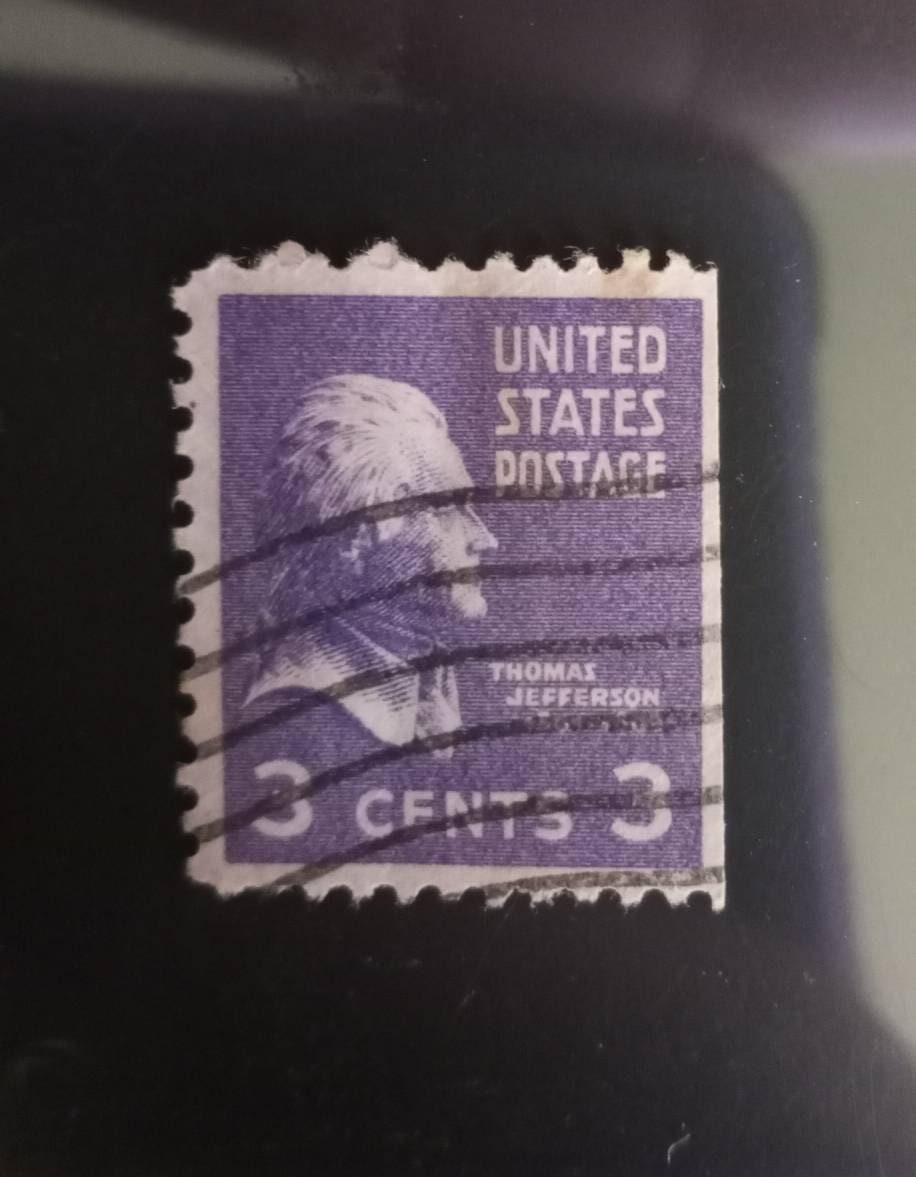 UNITED
STATES
POSTAGE
THOMAS
JEFFERSON
3 CENTS 3